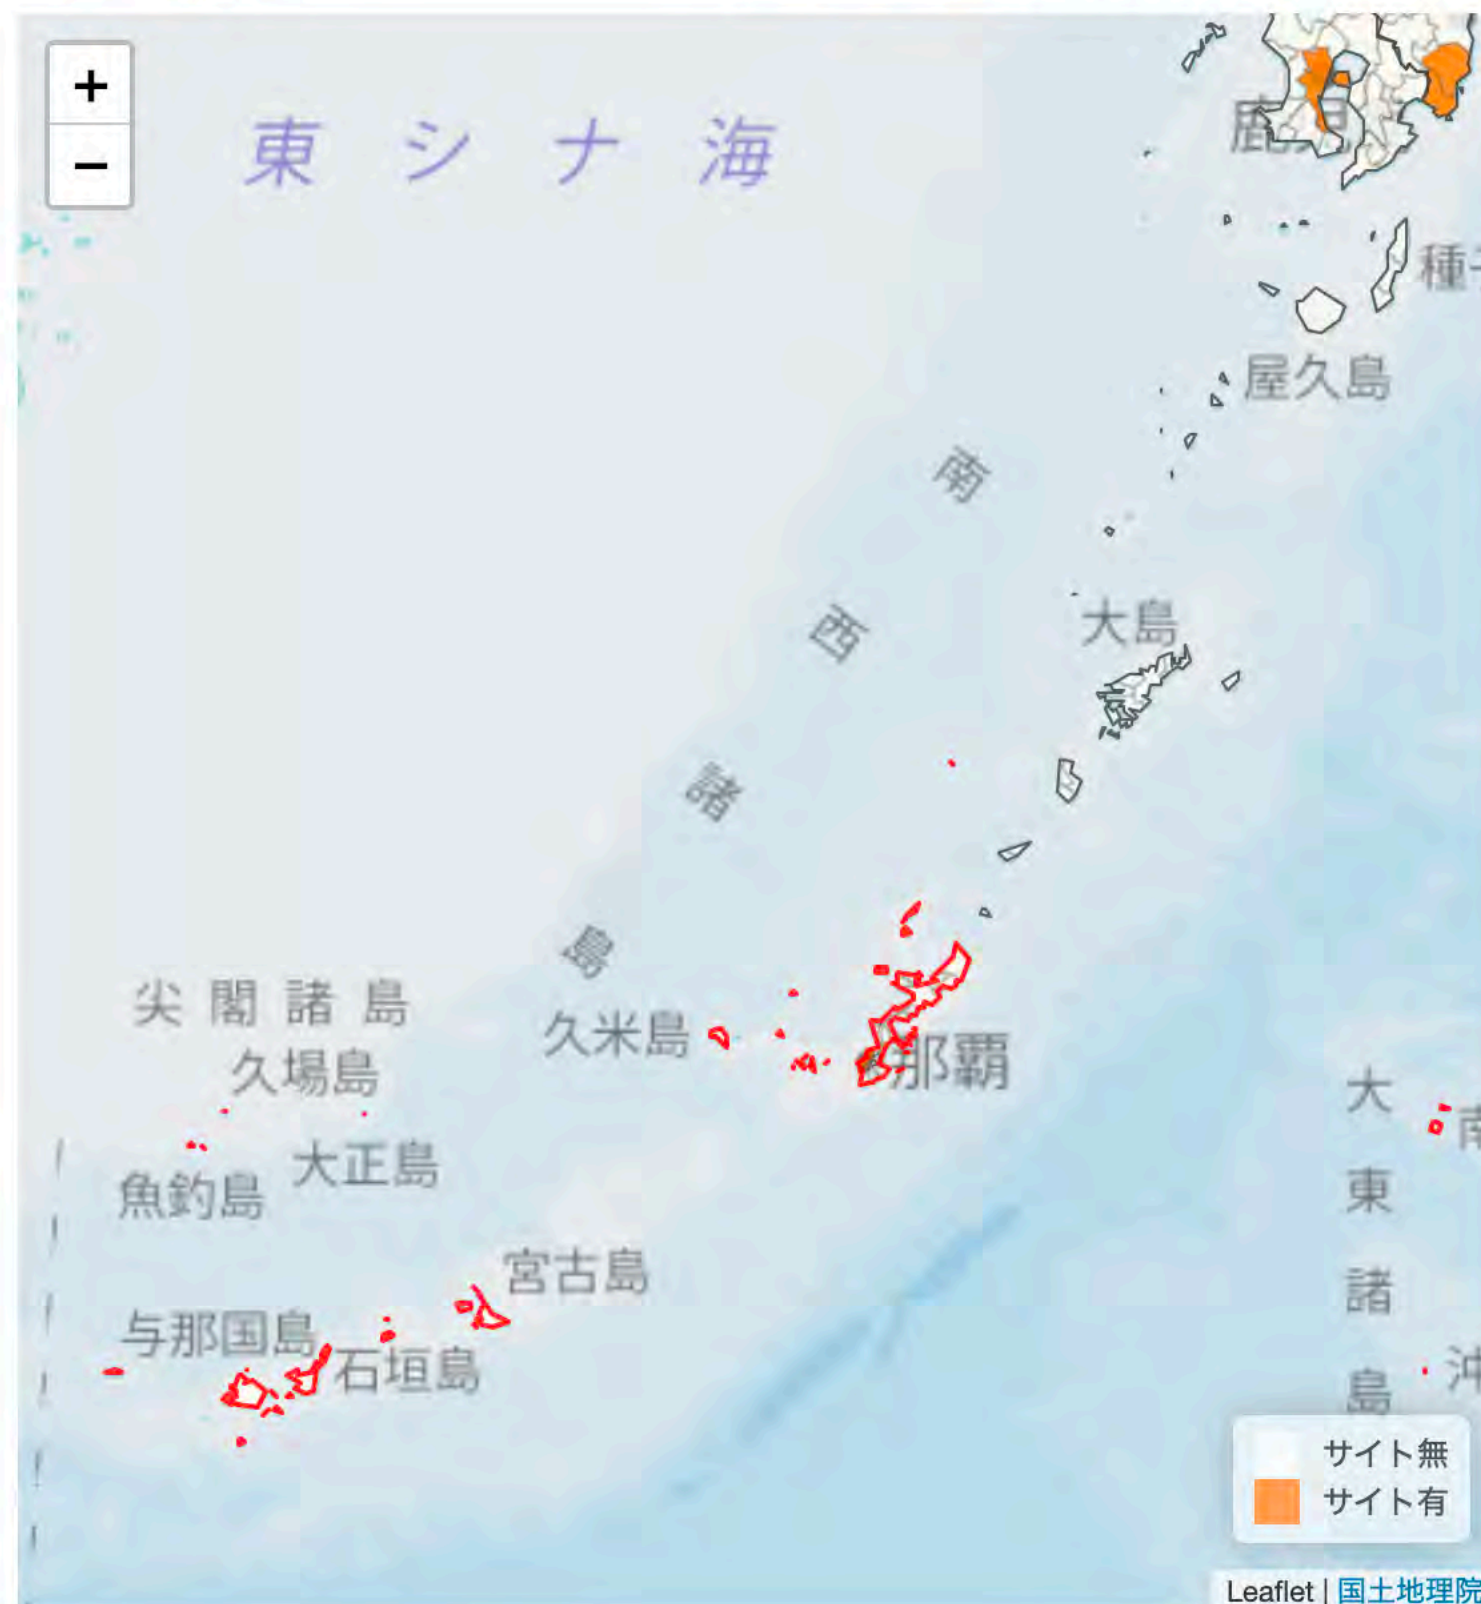 +
−
東シナ海
鹿児
種子
屋久島
南西諸島
大島
尖閣諸島
久場島
久米島
那覇
大正島
魚釣島
大東諸島
南
宮古島
与那国島
石垣島
沖
サイト無
サイト有
Leaflet | 国土地理院